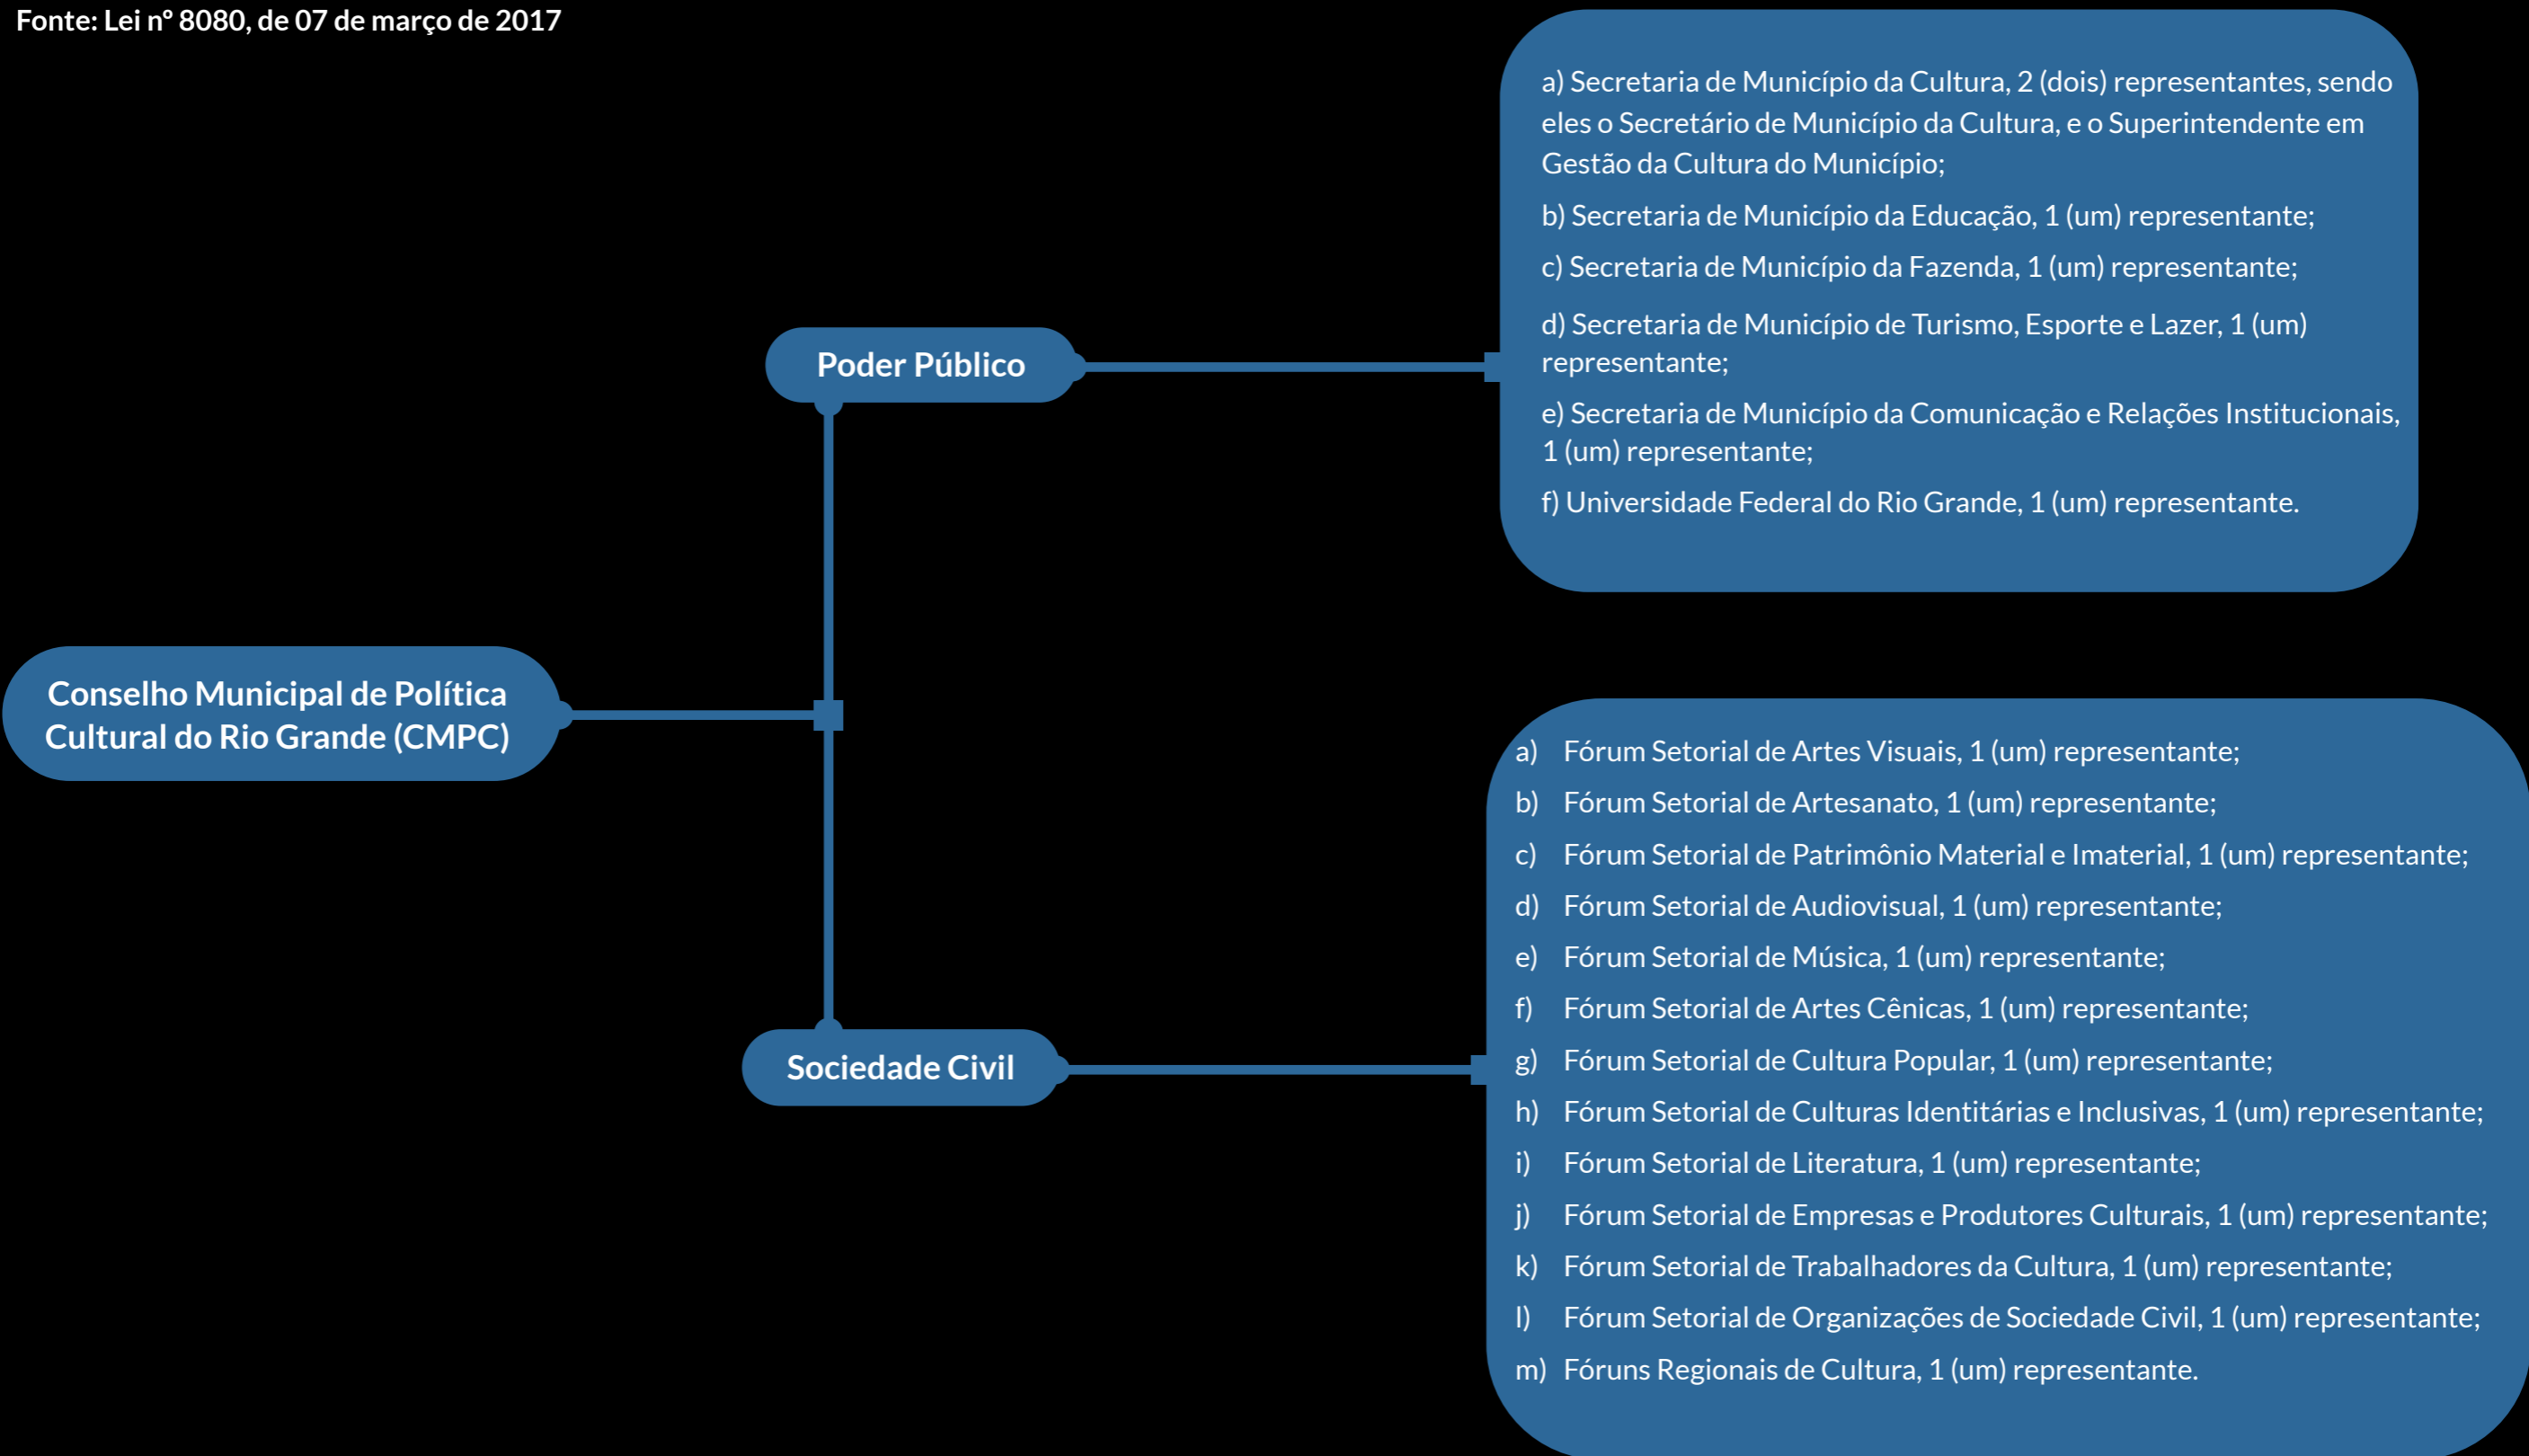 Fonte: Lei nº 8080, de 07 de março de 2017
a) Secretaria de Município da Cultura, 2 (dois) representantes, sendo
eles o Secretário de Município da Cultura, e o Superintendente em
Gestão da Cultura do Município;
b) Secretaria de Município da Educação, 1 (um) representante;
c) Secretaria de Município da Fazenda, 1 (um) representante;
d) Secretaria de Município de Turismo, Esporte e Lazer, 1 (um)
representante;
e) Secretaria de Município da Comunicação e Relações Institucionais,
1 (um) representante;
f) Universidade Federal do Rio Grande, 1 (um) representante.
Poder Público
Conselho Municipal de Política
Cultural do Rio Grande (CMPC)
Sociedade Civil
a) Fórum Setorial de Artes Visuais, 1 (um) representante;
b) Fórum Setorial de Artesanato, 1 (um) representante;
c) Fórum Setorial de Patrimônio Material e Imaterial, 1 (um) representante;
d) Fórum Setorial de Audiovisual, 1 (um) representante;
e) Fórum Setorial de Música, 1 (um) representante;
f) Fórum Setorial de Artes Cênicas, 1 (um) representante;
g) Fórum Setorial de Cultura Popular, 1 (um) representante;
h) Fórum Setorial de Culturas Identitárias e Inclusivas, 1 (um) representante;
i) Fórum Setorial de Literatura, 1 (um) representante;
j) Fórum Setorial de Empresas e Produtores Culturais, 1 (um) representante;
k) Fórum Setorial de Trabalhadores da Cultura, 1 (um) representante;
l) Fórum Setorial de Organizações de Sociedade Civil, 1 (um) representante;
m) Fóruns Regionais de Cultura, 1 (um) representante.